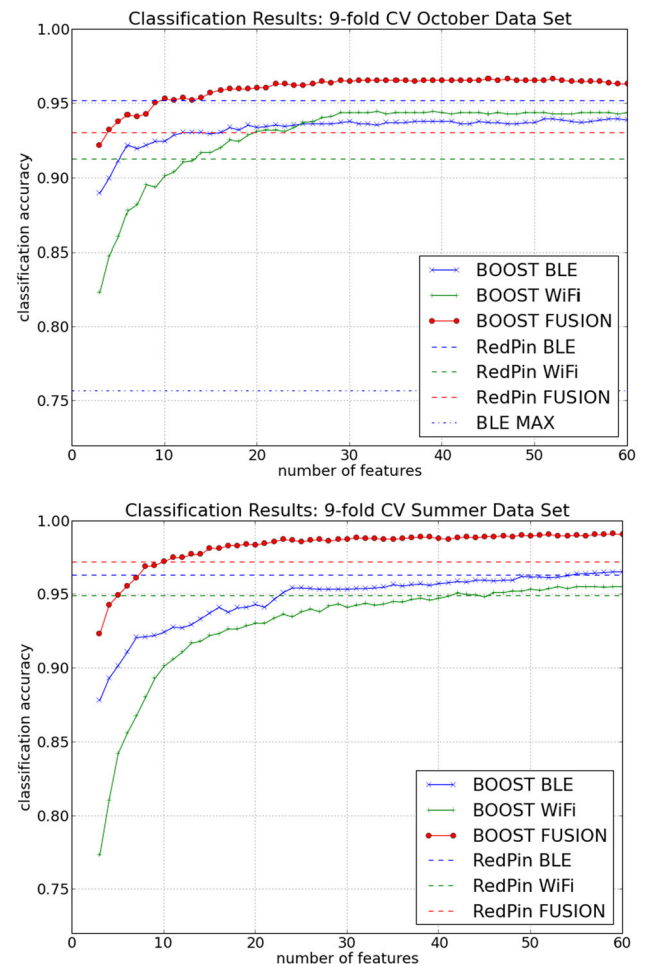 Classification Results: 9-fold CV October Data Set
1.00
0.95
0.90
0.85
0.80
0.75
classification accuracy
BOOST BLE
BOOST WiFi
BOOST FUSION
RedPin BLE
RedPin WiFi
RedPin FUSION
BLE MAX
0 10 20 30 40 50 60
number of features
Classification Results: 9-fold CV Summer Data Set
1.00
0.95
0.90
0.85
0.80
0.75
classification accuracy
BOOST BLE
BOOST WiFi
BOOST FUSION
RedPin BLE
RedPin WiFi
RedPin FUSION
0 10 20 30 40 50 60
number of features